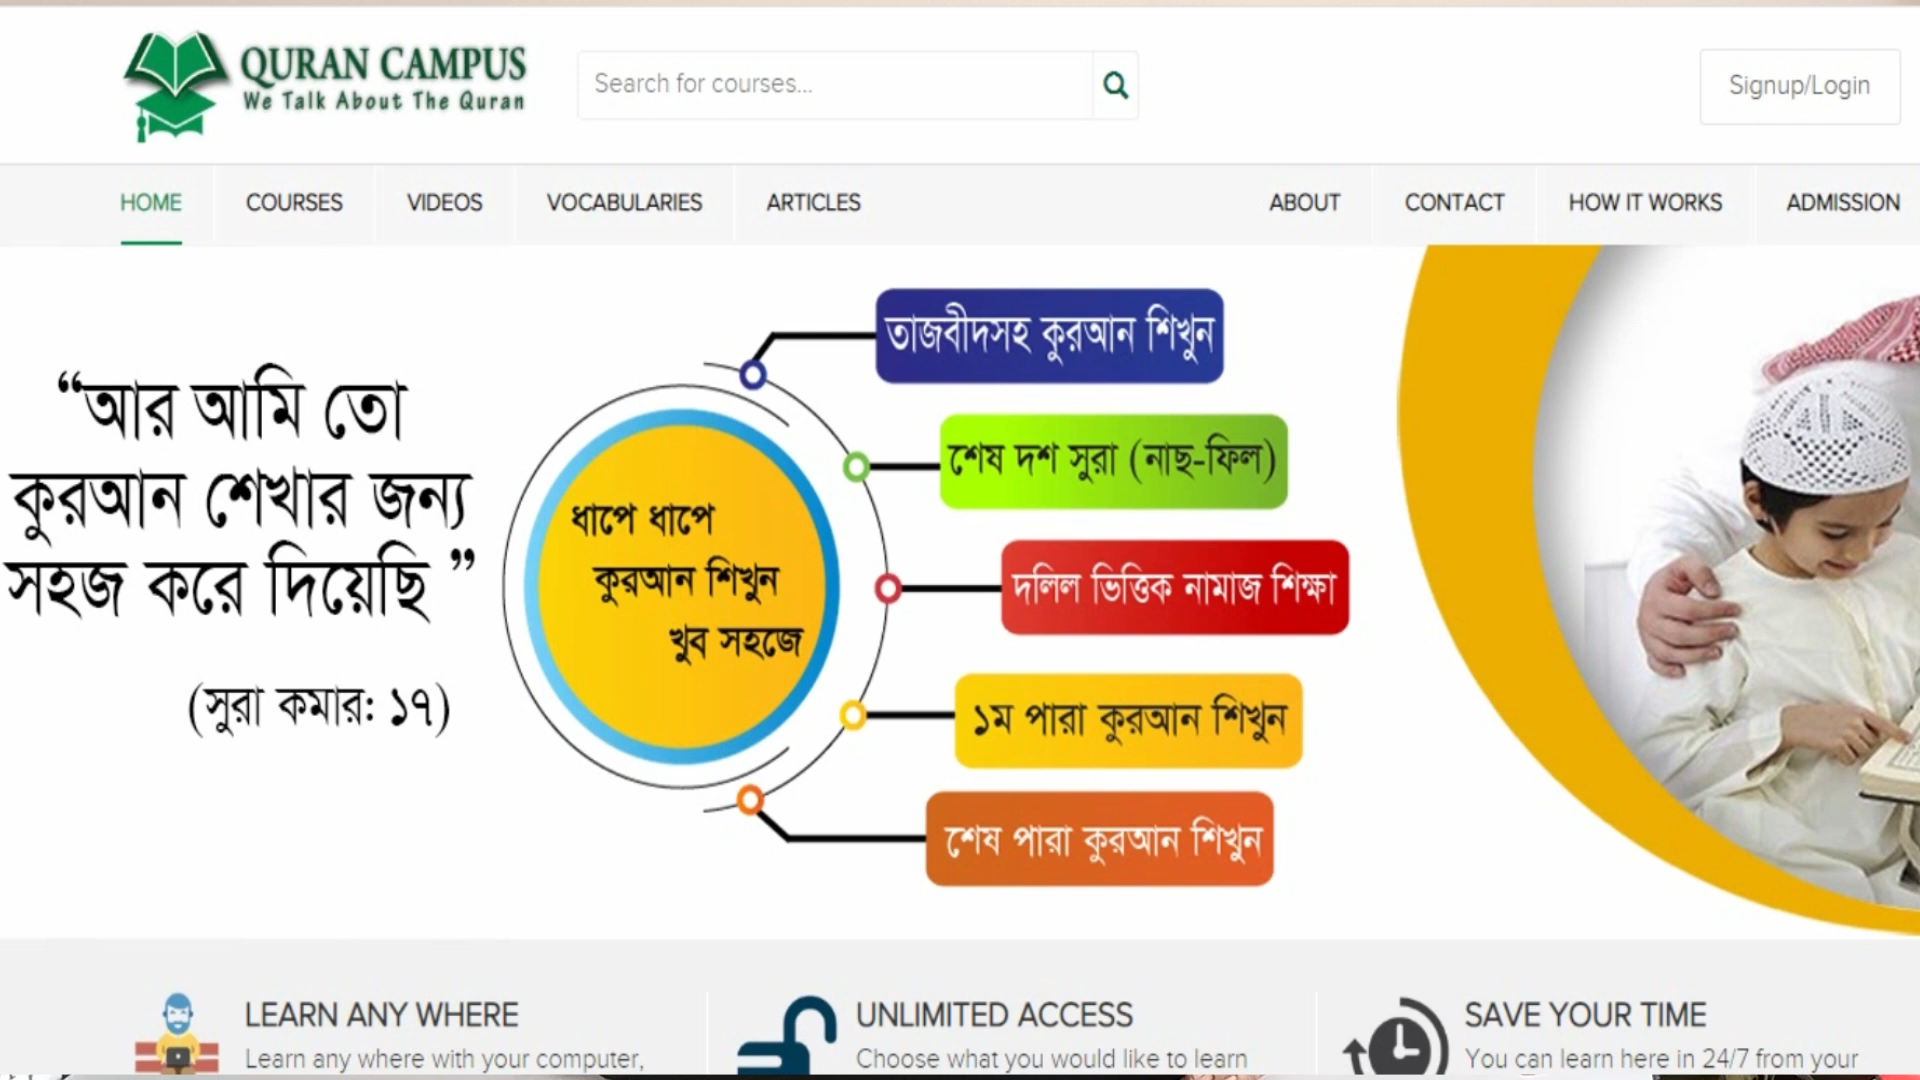 QURAN CAMPUS
We Talk About The Quran
Search for courses...
Signup/Login
HOME
COURSES
VIDEOS
VOCABULARIES
ARTICLES
ABOUT
CONTACT
HOW IT WORKS
ADMISSION
“আর আমি তো
কুরআন শেখার জন্য
সহজ করে দিয়েছি ”
(সুরা কমার: ১৭)
ধাপে ধাপে
কুরআন শিখুন
খুব সহজে
তাজবীদসহ কুরআন শিখুন
শেষ দশ সুরা (নাছ-ফিল)
দলিল ভিত্তিক নামাজ শিক্ষা
১ম পারা কুরআন শিখুন
শেষ পারা কুরআন শিখুন
LEARN ANY WHERE
Learn any where with your computer,
UNLIMITED ACCESS
Choose what you would like to learn
SAVE YOUR TIME
You can learn here in 24/7 from your